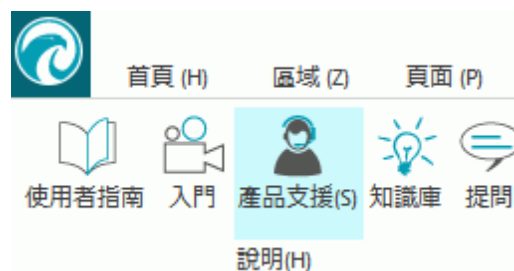 首頁 (H) 區域 (Z) 頁面 (P)
使用者指南 入門 產品支援(S) 知識庫 提問
說明(H)